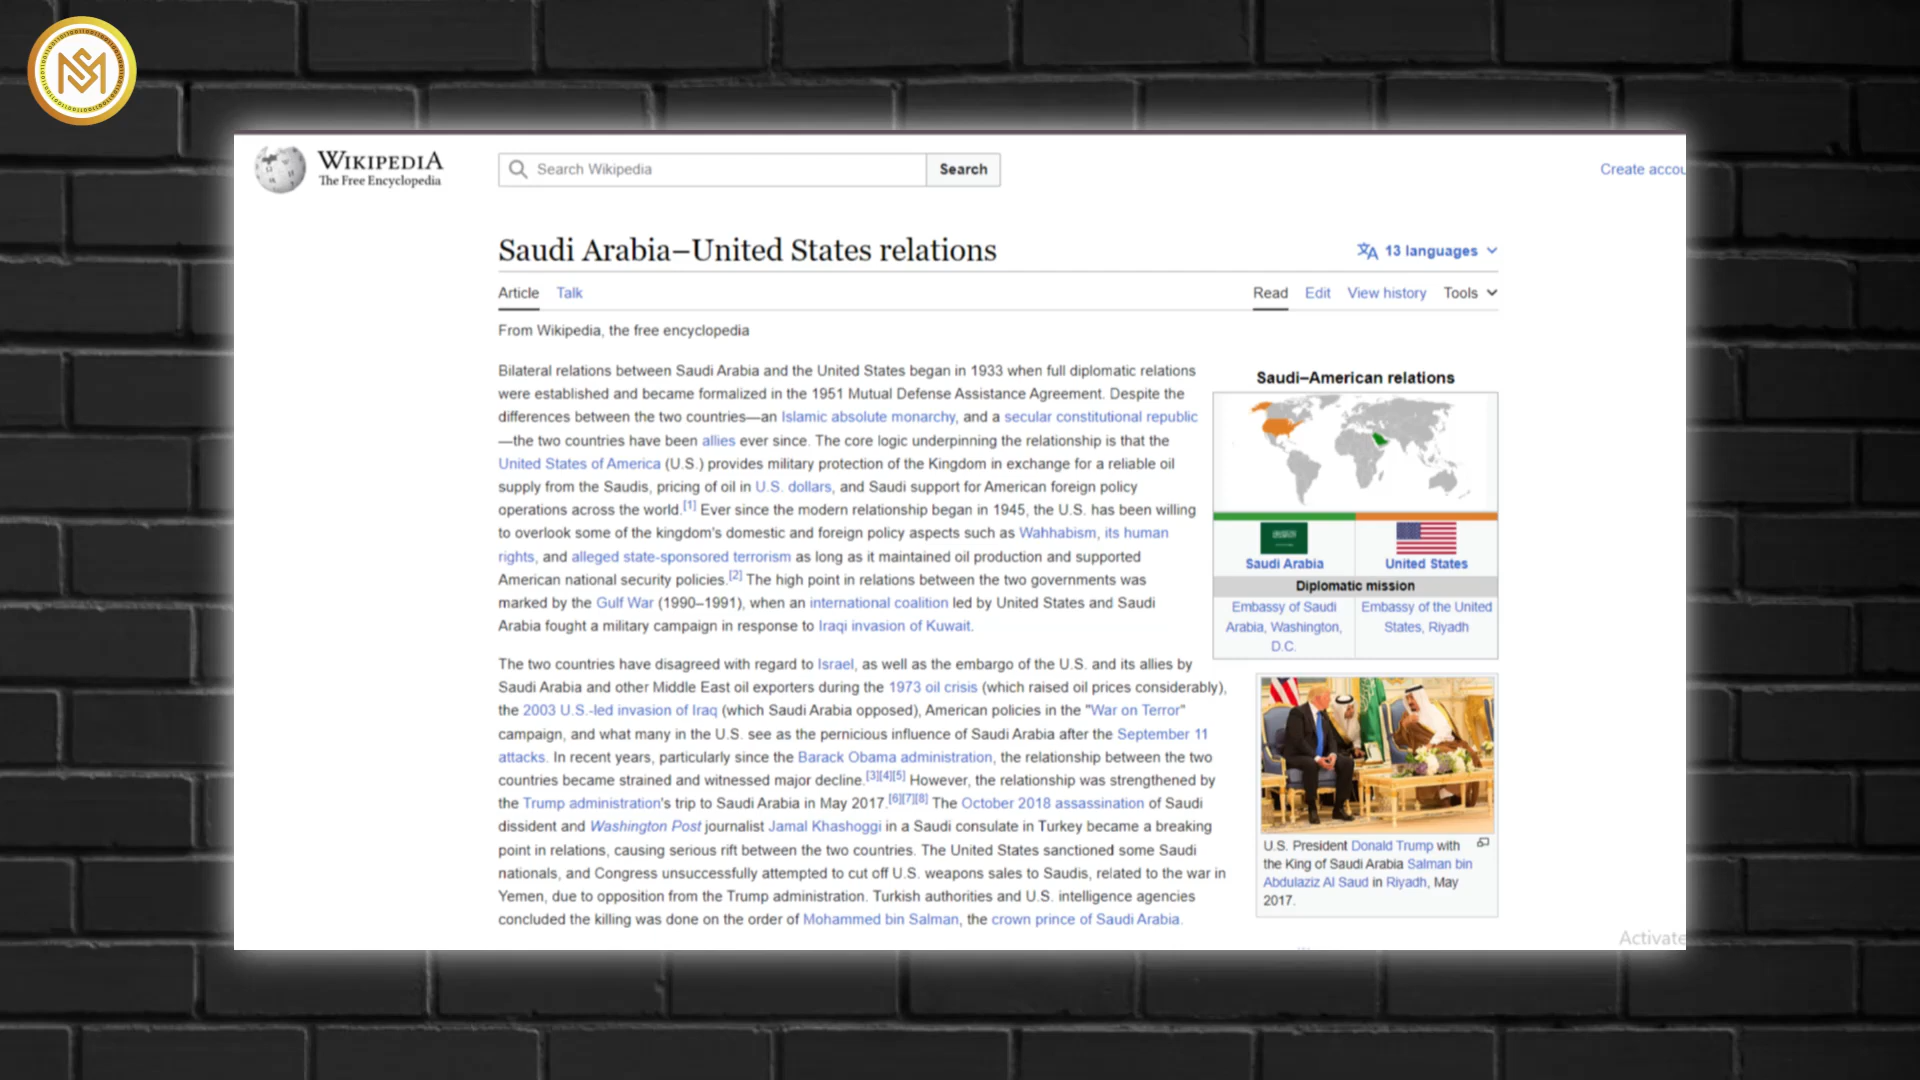 WIKIPEDIA
The Free Encyclopedia
Search Wikipedia
Search
Create accou
Saudi Arabia–United States relations
13 languages
Article Talk
Read Edit View history Tools
From Wikipedia, the free encyclopedia
Bilateral relations between Saudi Arabia and the United States began in 1933 when full diplomatic relations
were established and became formalized in the 1951 Mutual Defense Assistance Agreement. Despite the
differences between the two countries—an Islamic absolute monarchy, and a secular constitutional republic
—the two countries have been allies ever since. The core logic underpinning the relationship is that the
United States of America (U.S.) provides military protection of the Kingdom in exchange for a reliable oil
supply from the Saudis, pricing of oil in U.S. dollars, and Saudi support for American foreign policy
operations across the world.[1] Ever since the modern relationship began in 1945, the U.S. has been willing
to overlook some of the kingdom's domestic and foreign policy aspects such as Wahhabism, its human
rights, and alleged state-sponsored terrorism as long as it maintained oil production and supported
American national security policies.[2] The high point in relations between the two governments was
marked by the Gulf War (1990–1991), when an international coalition led by United States and Saudi
Arabia fought a military campaign in response to Iraqi invasion of Kuwait.
The two countries have disagreed with regard to Israel, as well as the embargo of the U.S. and its allies by
Saudi Arabia and other Middle East oil exporters during the 1973 oil crisis (which raised oil prices considerably),
the 2003 U.S.-led invasion of Iraq (which Saudi Arabia opposed), American policies in the "War on Terror"
campaign, and what many in the U.S. see as the pernicious influence of Saudi Arabia after the September 11
attacks. In recent years, particularly since the Barack Obama administration, the relationship between the two
countries became strained and witnessed major decline.[3][4][5] However, the relationship was strengthened by
the Trump administration's trip to Saudi Arabia in May 2017.[6][7][8] The October 2018 assassination of Saudi
dissident and Washington Post journalist Jamal Khashoggi in a Saudi consulate in Turkey became a breaking
point in relations, causing serious rift between the two countries. The United States sanctioned some Saudi
nationals, and Congress unsuccessfully attempted to cut off U.S. weapons sales to Saudis, related to the war in
Yemen, due to opposition from the Trump administration. Turkish authorities and U.S. intelligence agencies
concluded the killing was done on the order of Mohammed bin Salman, the crown prince of Saudi Arabia.
Saudi–American relations
Saudi Arabia United States
Diplomatic mission
Embassy of Saudi
Arabia, Washington,
D.C.
Embassy of the United
States, Riyadh
U.S. President Donald Trump with
the King of Saudi Arabia Salman bin
Abdulaziz Al Saud in Riyadh, May
2017.
Activate